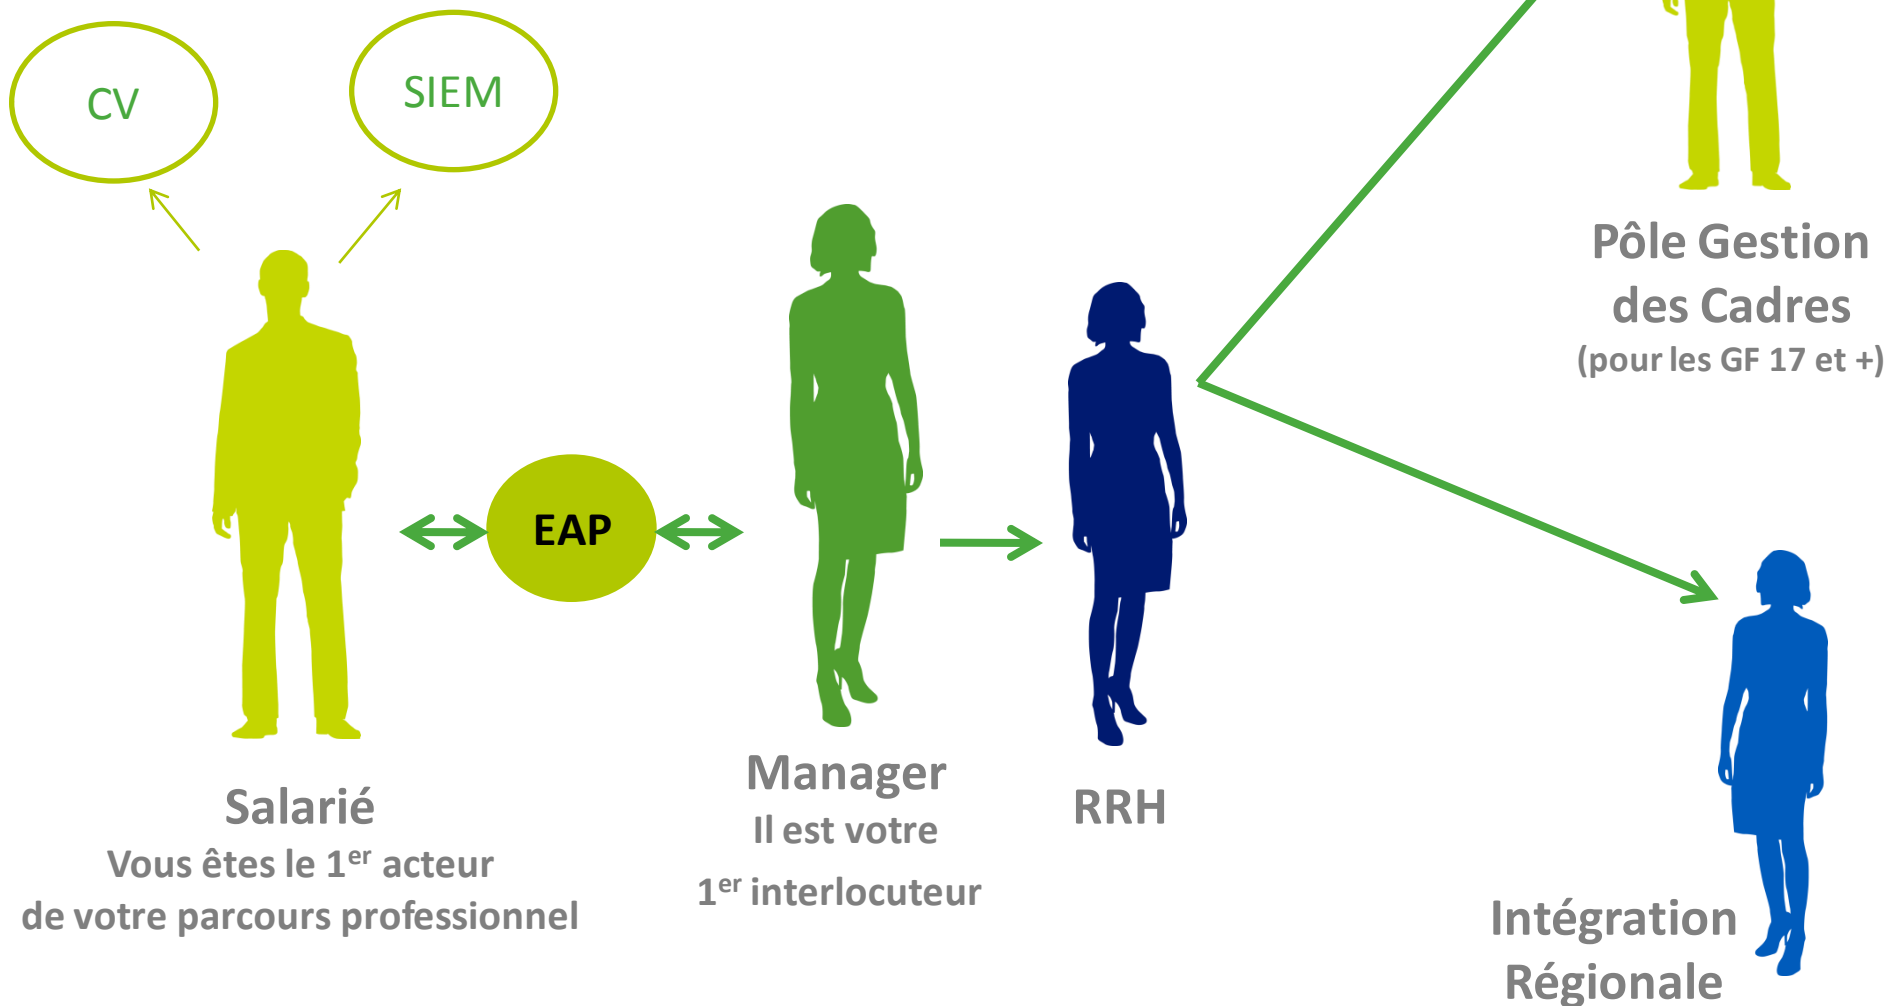 CV
SIEM
Pôle Gestion
des Cadres
(pour les GF 17 et +)
EAP
Salarié
Vous êtes le 1er acteur
de votre parcours professionnel
Manager
Il est votre
1er interlocuteur
RRH
Intégration
Régionale